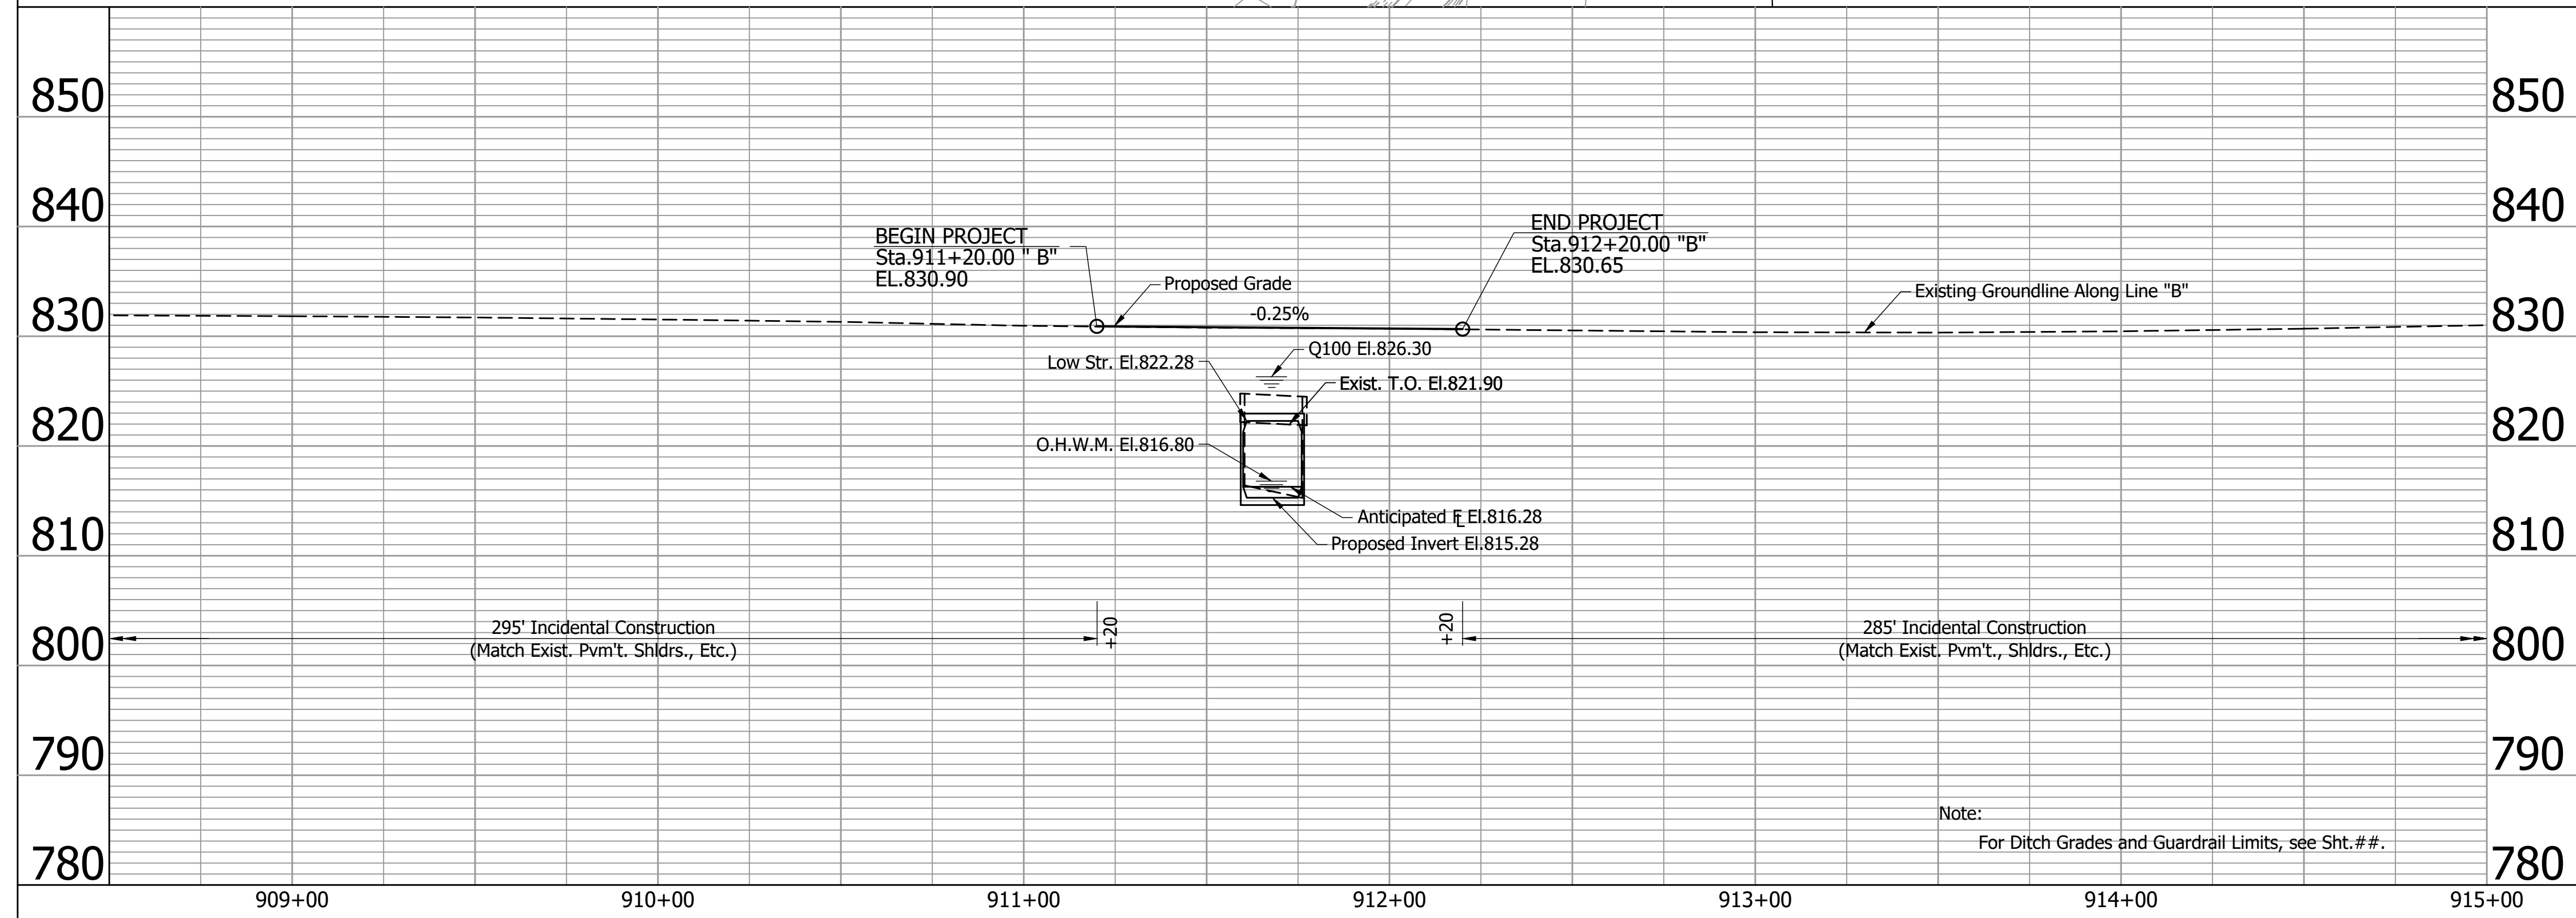 850
850
840
840
BEGIN PROJECT
Sta.911+20.00 " B"
EL.830.90
END PROJECT
Sta.912+20.00 "B"
EL.830.65
Proposed Grade
-0.25%
Existing Groundline Along Line "B"
830
830
Q100 El.826.30
Low Str. El.822.28
Exist. T.O. El.821.90
820
820
O.H.W.M. El.816.80
Anticipated FL El.816.28
Proposed Invert El.815.28
810
810
295' Incidental Construction
(Match Exist. Pvm't. Shldrs., Etc.)
+20
+20
285' Incidental Construction
(Match Exist. Pvm't., Shldrs., Etc.)
800
800
790
790
Note:
For Ditch Grades and Guardrail Limits, see Sht.##.
780
780
909+00
910+00
911+00
912+00
913+00
914+00
915+00